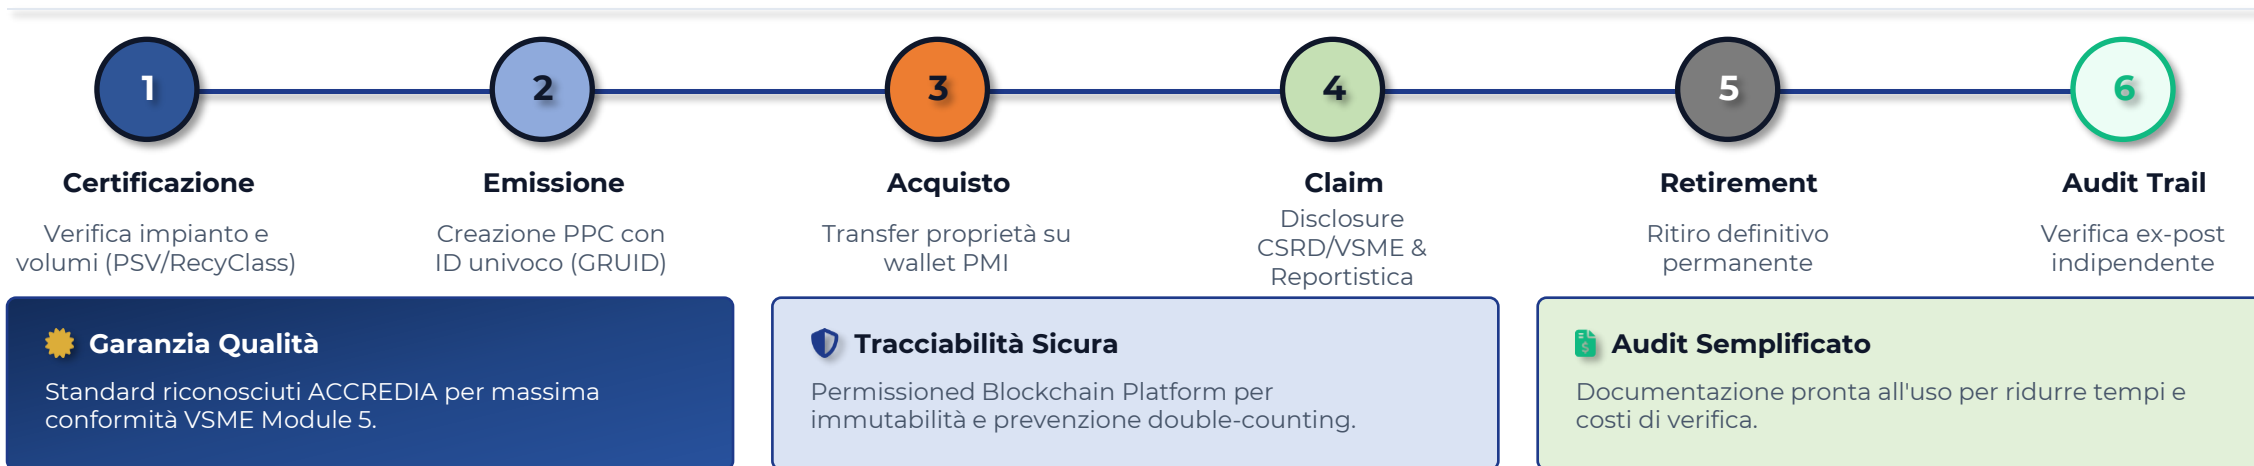 1
2
3
4
5
6
Certificazione
Verifica impianto e
volumi (PSV/RecyClass)
Emissione
Creazione PPC con
ID univoco (GRUID)
Acquisto
Transfer proprietà su
wallet PMI
Claim
Disclosure
CSRD/VSME &
Reportistica
Retirement
Ritiro definitivo
permanente
Audit Trail
Verifica ex-post
indipendente
Garanzia Qualità
Standard riconosciuti ACCREDIA per massima
conformità VSME Module 5.
Tracciabilità Sicura
Permissioned Blockchain Platform per
immutabilità e prevenzione double-counting.
Audit Semplificato
Documentazione pronta all'uso per ridurre tempi e
costi di verifica.